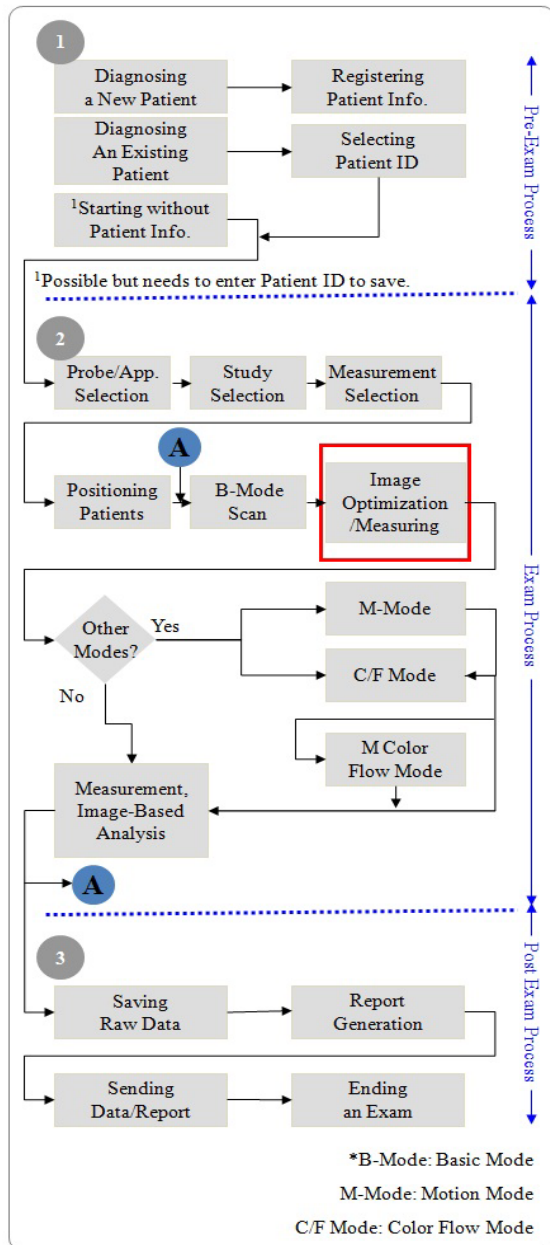 1
Diagnosing
a New Patient
Registering
Patient Info.
Diagnosing
An Existing
Patient
Selecting
Patient ID
¹Starting without
Patient Info.
¹Possible but needs to enter Patient ID to save.
Pre-Exam Process
2
Probe/App.
Selection
Study
Selection
Measurement
Selection
A
Positioning
Patients
B-Mode
Scan
Image
Optimization
/Measuring
Other
Modes?
Yes
No
M-Mode
C/F Mode
M Color
Flow Mode
Measurement,
Image-Based
Analysis
A
Exam Process
3
Saving
Raw Data
Report
Generation
Sending
Data/Report
Ending
an Exam
Post Exam Process
*B-Mode: Basic Mode
M-Mode: Motion Mode
C/F Mode: Color Flow Mode